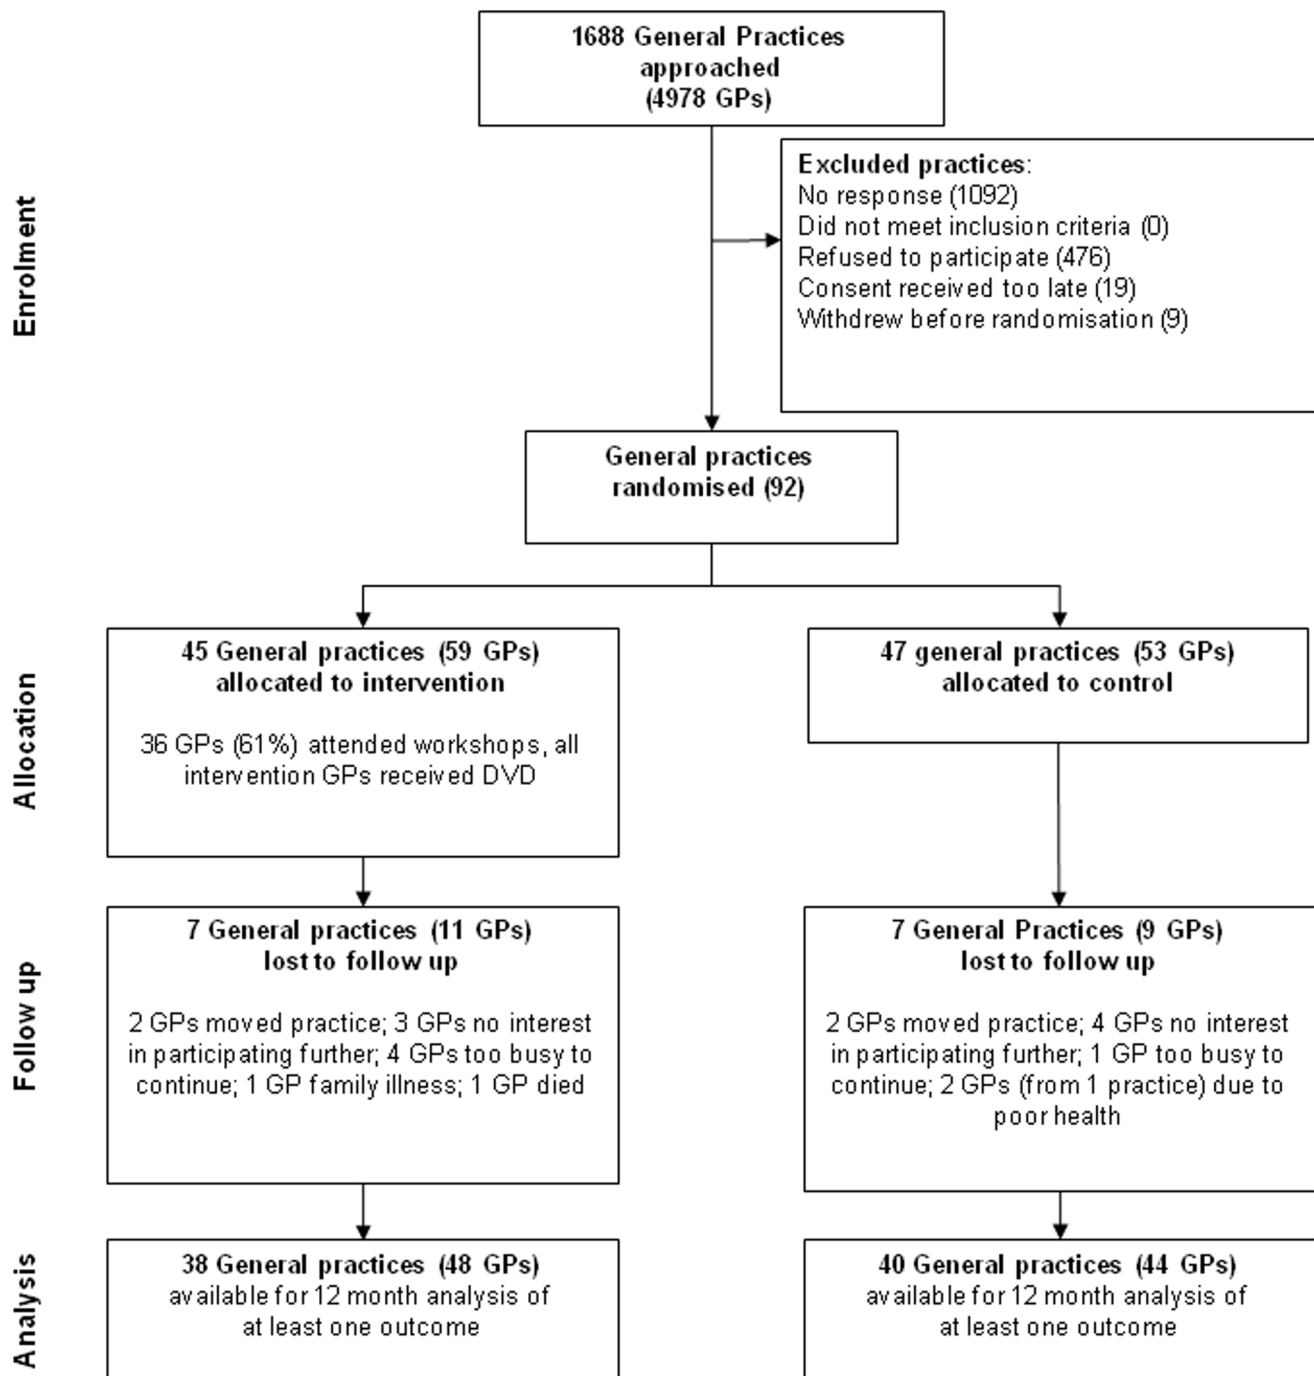 1688 General Practices
approached
(4978 GPs)
Excluded practices:
No response (1092)
Did not meet inclusion criteria (0)
Refused to participate (476)
Consent received too late (19)
Withdrew before randomisation (9)
Enrolment
General practices
randomised (92)
45 General practices (59 GPs)
allocated to intervention
36 GPs (61%) attended workshops, all
intervention GPs received DVD
47 general practices (53 GPs)
allocated to control
Allocation
7 General practices (11 GPs)
lost to follow up
2 GPs moved practice; 3 GPs no interest
in participating further; 4 GPs too busy to
continue; 1 GP family illness; 1 GP died
7 General Practices (9 GPs)
lost to follow up
2 GPs moved practice; 4 GPs no interest
in participating further; 1 GP too busy to
continue; 2 GPs (from 1 practice) due to
poor health
Follow up
38 General practices (48 GPs)
available for 12 month analysis of
at least one outcome
40 General practices (44 GPs)
available for 12 month analysis of
at least one outcome
Analysis